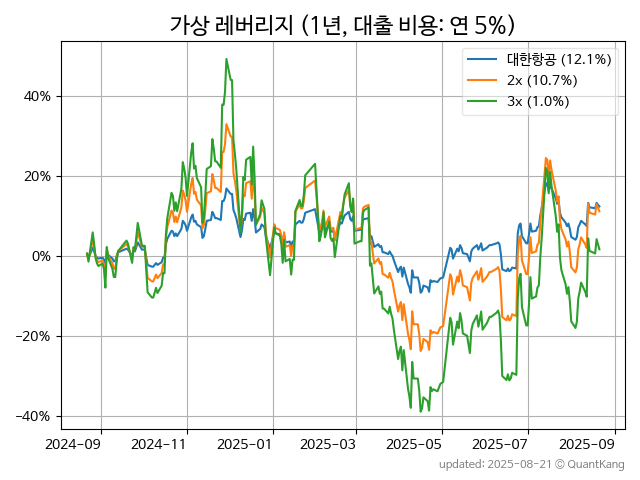 가상 레버리지 (1년, 대출 비용: 연 5%)
대한항공 (12.1%)
2x (10.7%)
3x (1.0%)
40%
20%
0%
−20%
−40%
2024-09
2024-11
2025-01
2025-03
2025-05
2025-07
2025-09
updated: 2025-08-21 © QuantKang